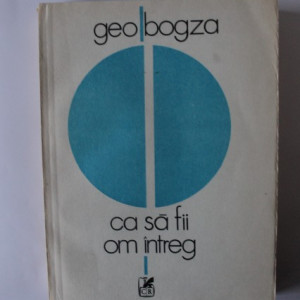 geo bogza
ca să fii
om întreg